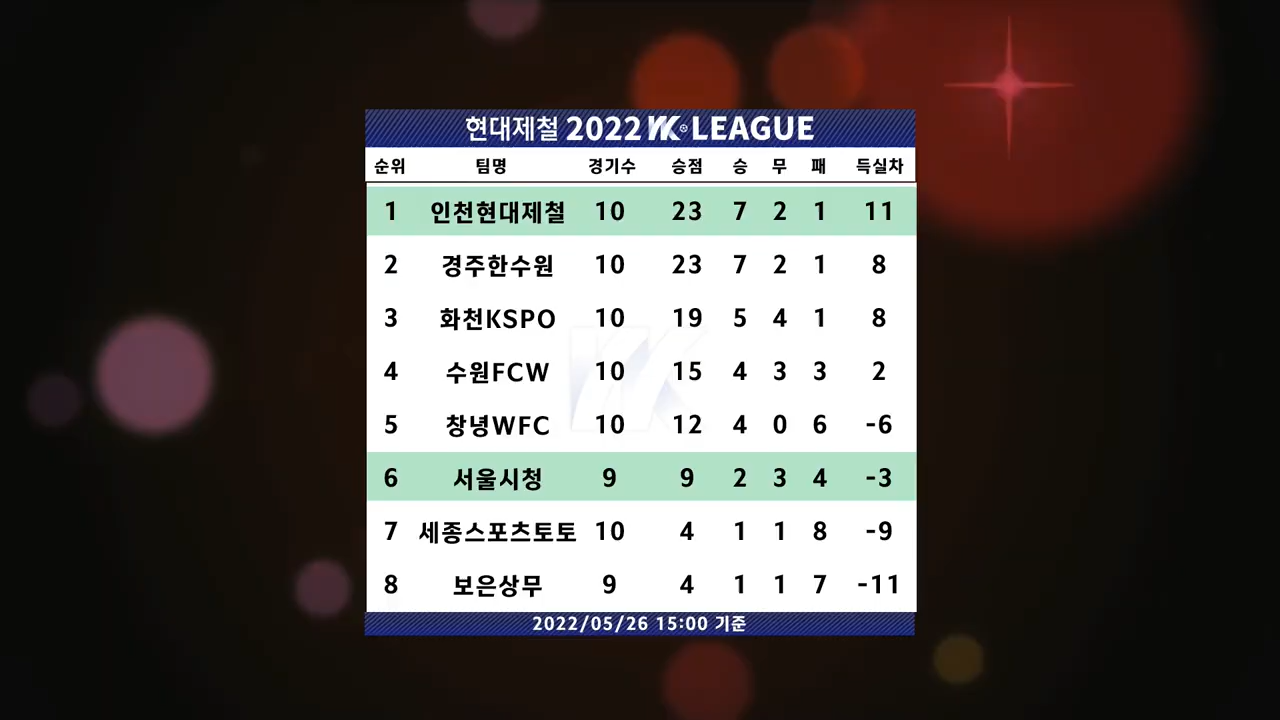 현대제철 2022 WK LEAGUE
순위 팀명 경기수 승점 승 무 패 득실차
1 인천현대제철 10 23 7 2 1 11
2 경주한수원 10 23 7 2 1 8
3 화천KSPO 10 19 5 4 1 8
4 수원FCW 10 15 4 3 3 2
5 창녕WFC 10 12 4 0 6 -6
6 서울시청 9 9 2 3 4 -3
7 세종스포츠토토 10 4 1 1 8 -9
8 보은상무 9 4 1 1 7 -11
2022/05/26 15:00 기준